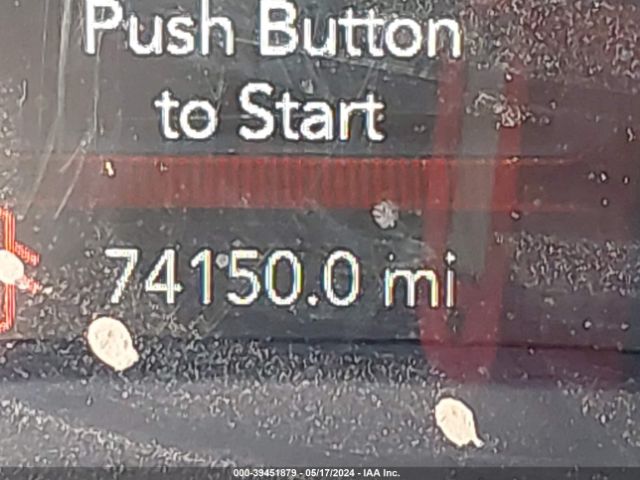 Push Button
to Start
74150.0 mi
000-39451879 - 05/17/2024 - IAA Inc.